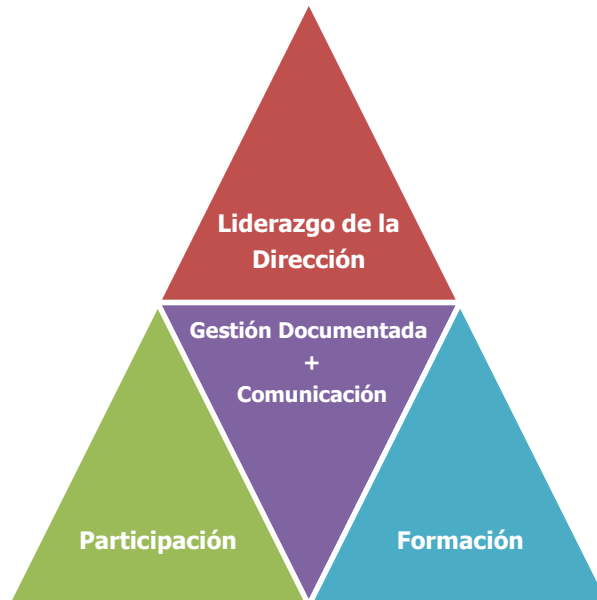 Liderazgo de la
Dirección
Gestión Documentada
+
Comunicación
Participación
Formación